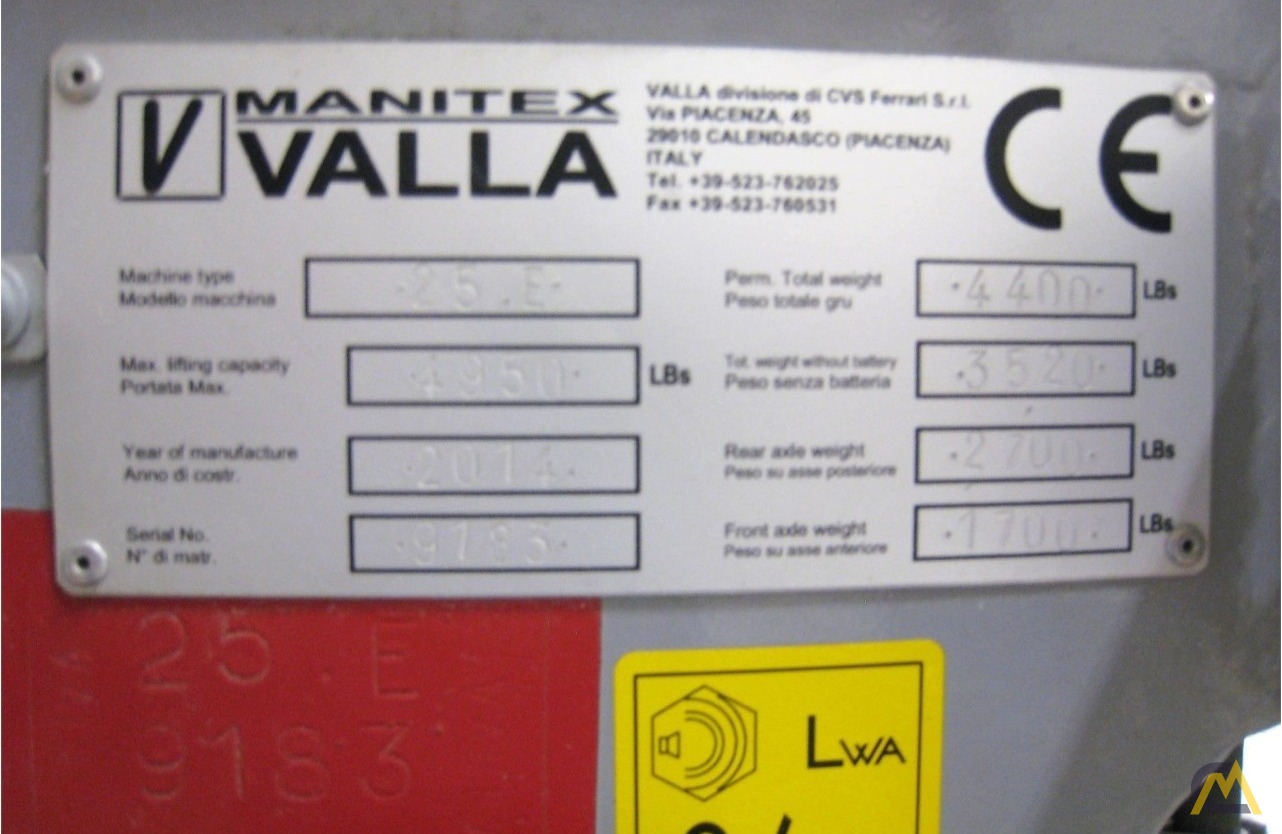 V MANITEX
VALLA
VALLA divisione di CVS Ferrari S.r.l.
Via PIACENZA, 45
29010 CALENDASCO (PIACENZA)
ITALY
Tel. +39-523-762025
Fax +39-523-760531
CE
Machine type
Modello macchina
·25.E·
Max. lifting capacity
Portata Max.
·4950· LBs
Year of manufacture
Anno di costr.
·2014·
Serial No.
N° di matr.
·9183·
Perm. Total weight
Peso totale gru
·4400· LBs
Tot. weight without battery
Peso senza batteria
·3520· LBs
Rear axle weight
Peso su asse posteriore
·2700· LBs
Front axle weight
Peso su asse anteriore
·1700· LBs
25.E
9183
LWA